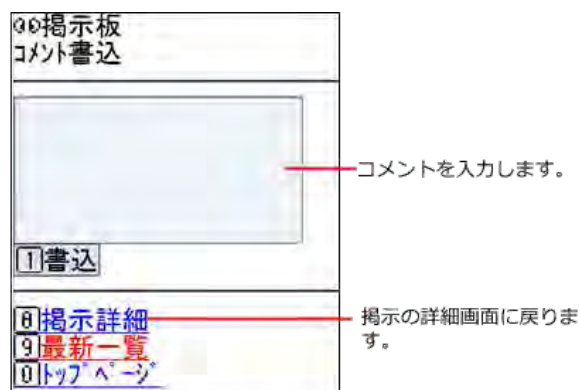 掲示板
ｺﾒﾝﾄ書込
コメントを入力します。
1書込
8掲示詳細
掲示の詳細画面に戻りま
す。
9最新一覧
0ﾄｯﾌﾟﾍﾟｰｼﾞ